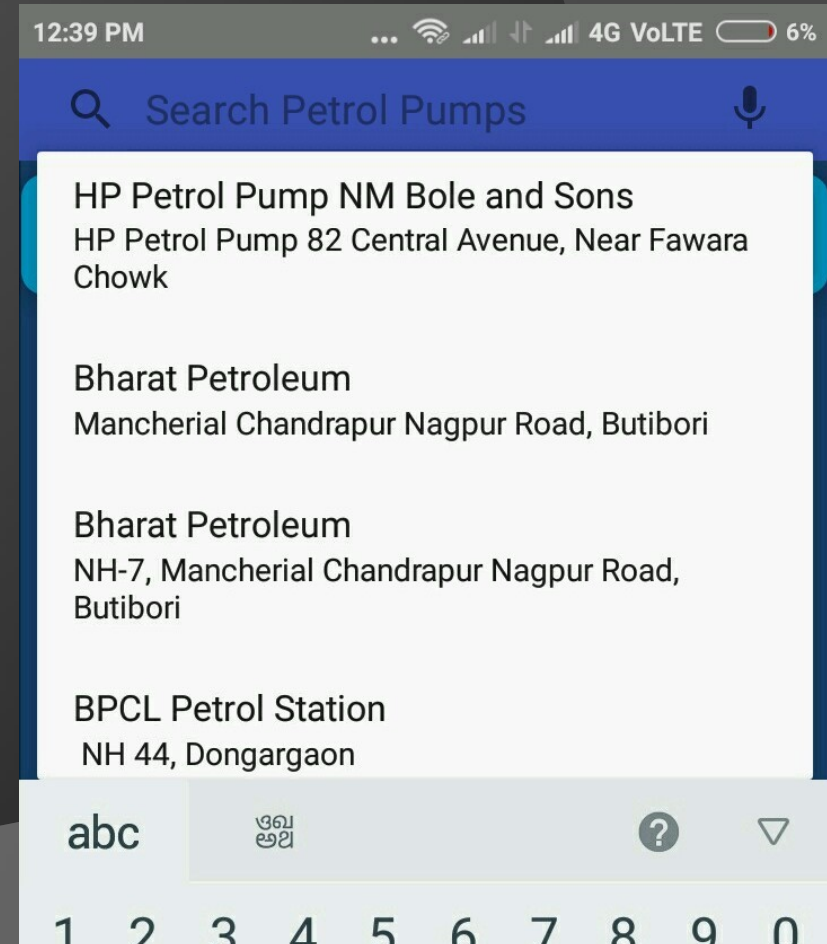 12:39 PM ... 4G VoLTE 6%
Search Petrol Pumps
HP Petrol Pump NM Bole and Sons
HP Petrol Pump 82 Central Avenue, Near Fawara
Chowk
Bharat Petroleum
Mancherial Chandrapur Nagpur Road, Butibori
Bharat Petroleum
NH-7, Mancherial Chandrapur Nagpur Road,
Butibori
BPCL Petrol Station
NH 44, Dongargaon
abc ?
1 2 3 4 5 6 7 8 9 0